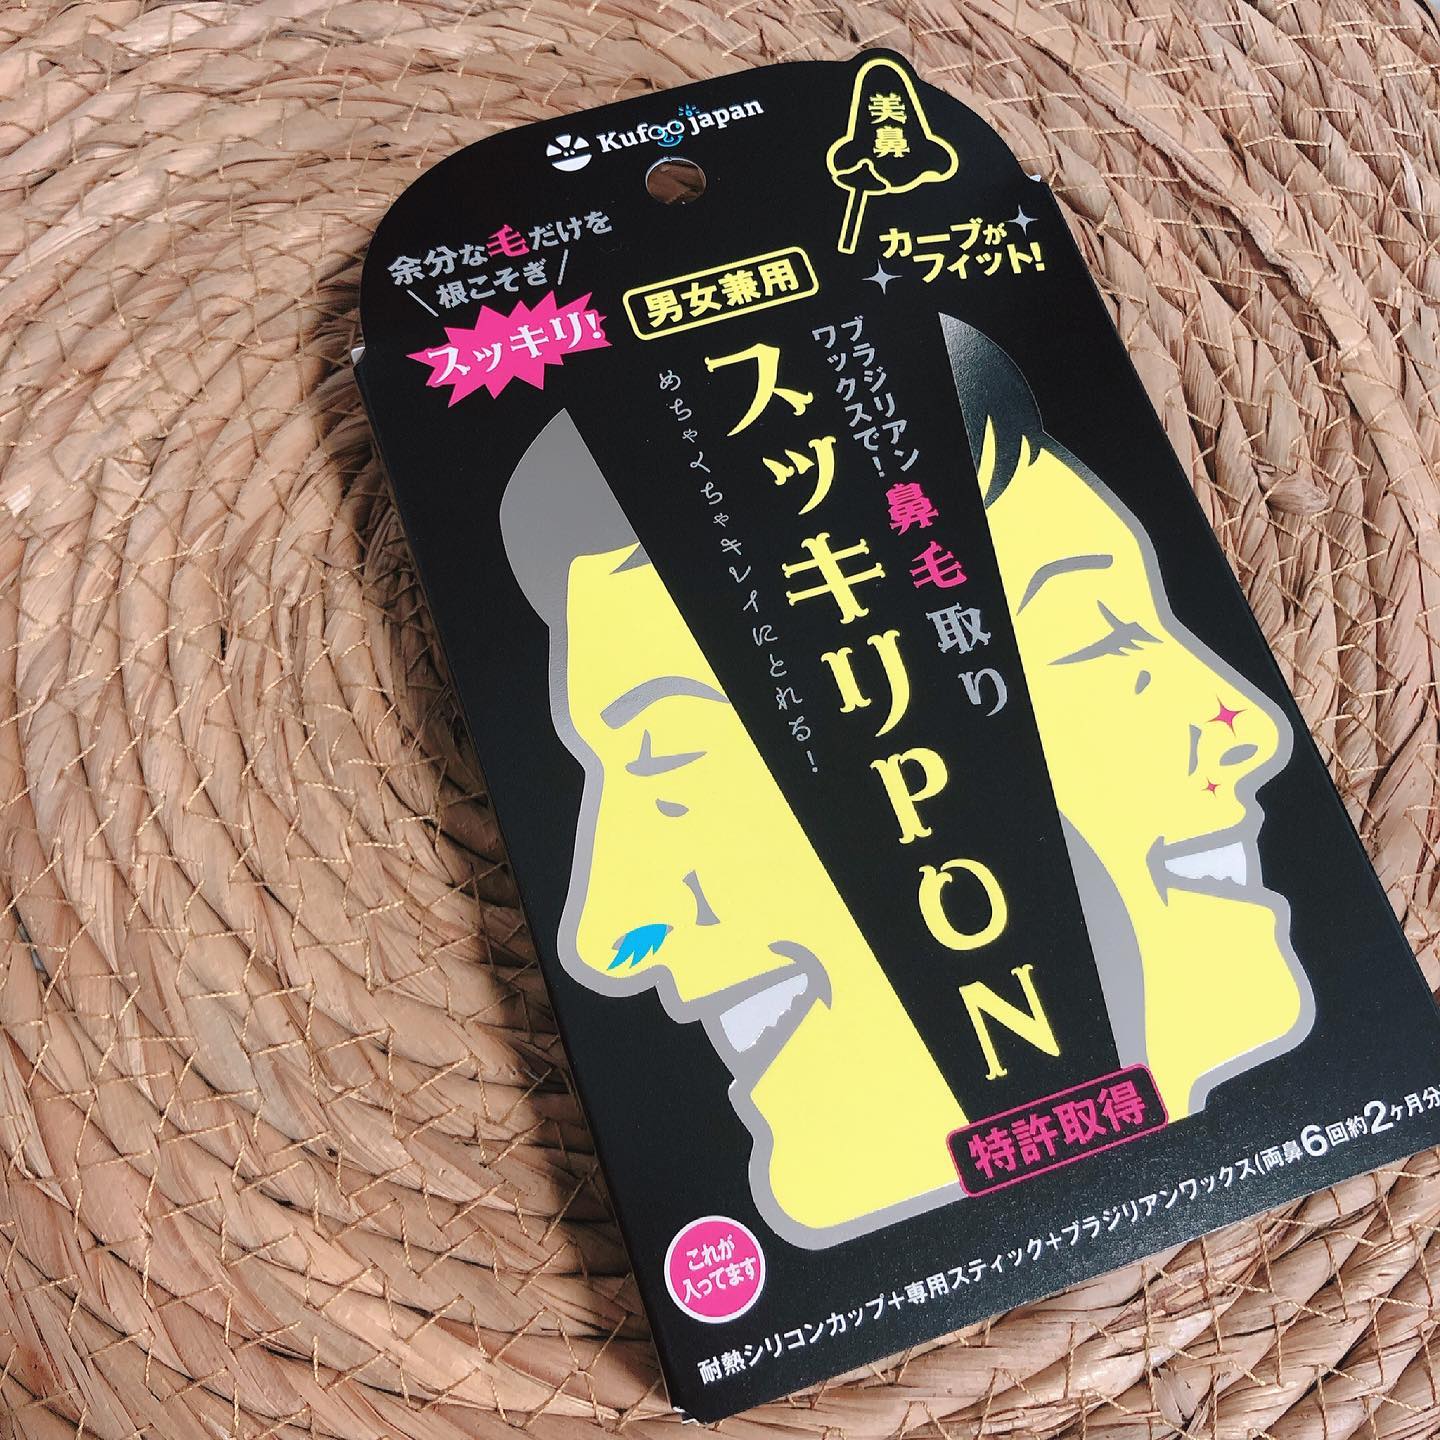 Kufoo japan
美鼻
カーブが
フィット!
余分な毛だけを
根こそぎ
スッキリ!
男女兼用
ブラジリアン
ワックスで!
鼻毛取り
スッキリPON
めちゃくちゃキレイにとれる!
特許取得
これが
入ってます
耐熱シリコンカップ+専用スティック+ブラジリアンワックス(両鼻6回約2ヶ月分